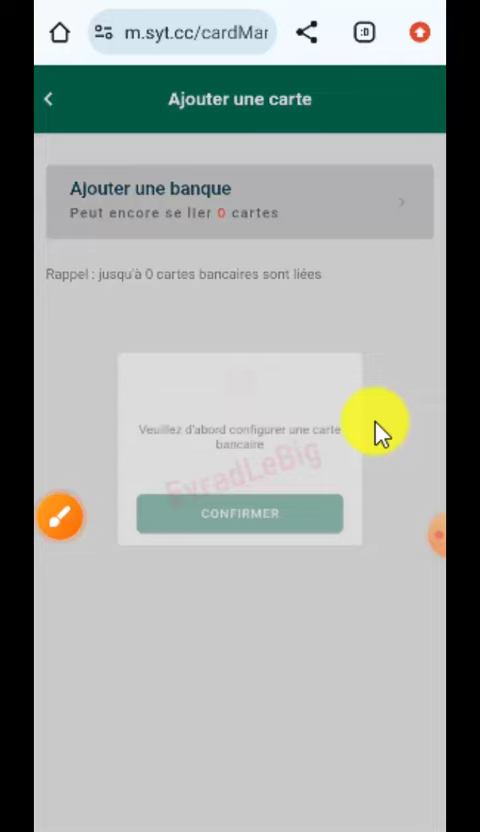 m.syt.cc/cardMar
:D
Ajouter une carte
Ajouter une banque
Peut encore se lier 0 cartes
Rappel : jusqu'à 0 cartes bancaires sont liées
Veuillez d'abord configurer une carte
bancaire
EvradLeBig
CONFIRMER